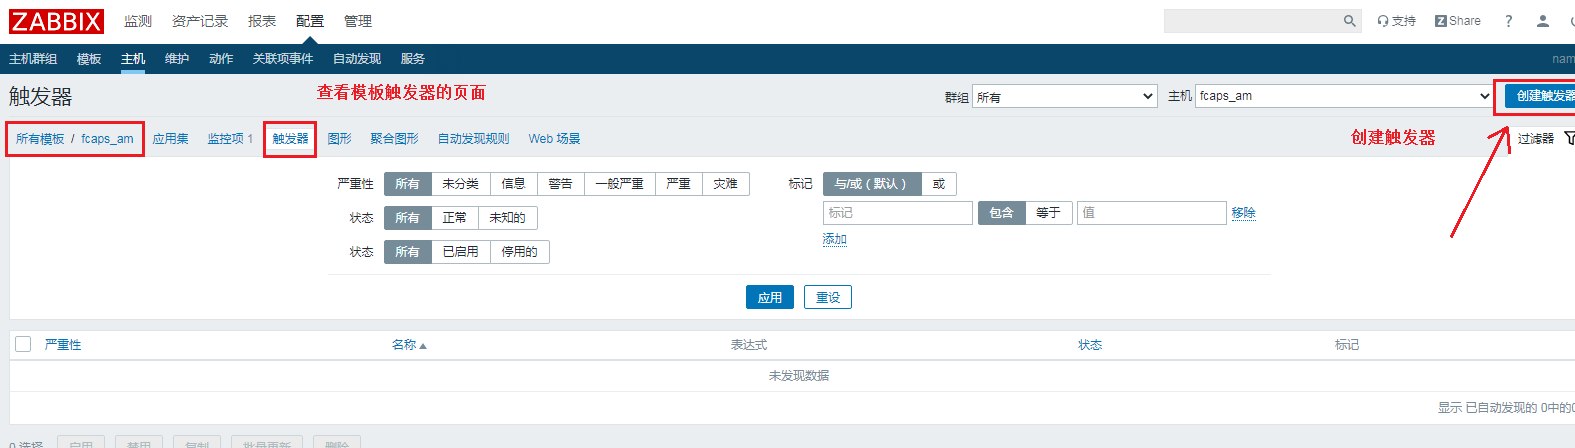 ZABBIX 监测 资产记录 报表 配置 管理 支持 Share ?
主机群组 模板 主机 维护 动作 关联项事件 自动发现 服务 nam
触发器 查看模板触发器的页面 群组 所有 主机 fcaps_am 创建触发器
所有模板 / fcaps_am 应用集 监控项 1 触发器 图形 聚合图形 自动发现规则 Web 场景 创建触发器 过滤器
严重性 所有 未分类 信息 警告 一般严重 严重 灾难 标记 与/或 ( 默认 ) 或
状态 所有 正常 未知的 标记 包含 等于 值 移除
添加
状态 所有 已启用 停用的
应用 重设
严重性 名称 表达式 状态 标记
未发现数据
显示 已自动发现的 0中的0
0 选择 启用 禁用 复制 批量更新 删除